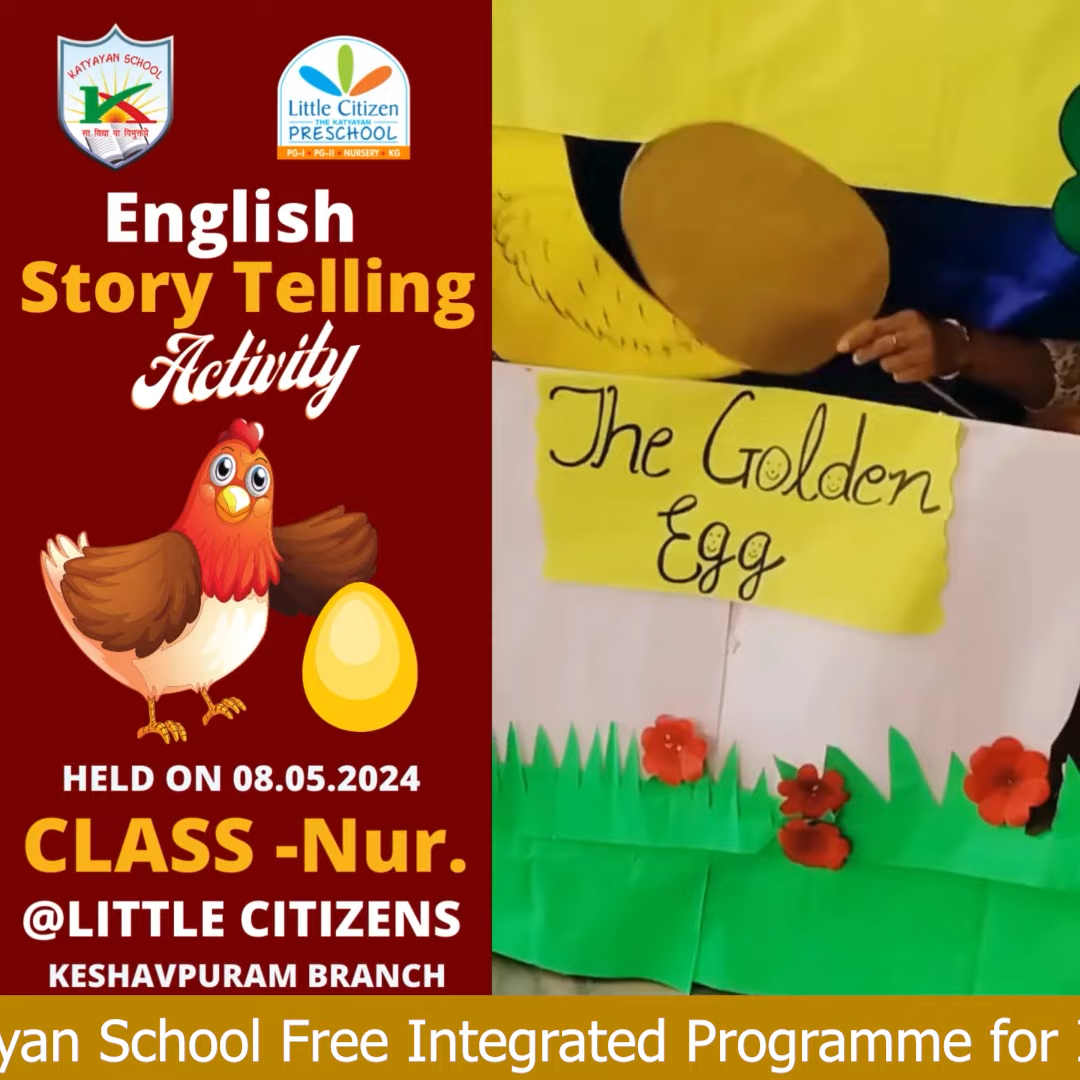 KATYAYAN SCHOOL
सा विद्या या विमुक्तये
Little Citizen
THE KATYAYAN
PRESCHOOL
PG-I • PG-II • NURSERY • KG
English
Story Telling
Activity
HELD ON 08.05.2024
CLASS -Nur.
@LITTLE CITIZENS
KESHAVPURAM BRANCH
The Golden
Egg
yan School Free Integrated Programme for